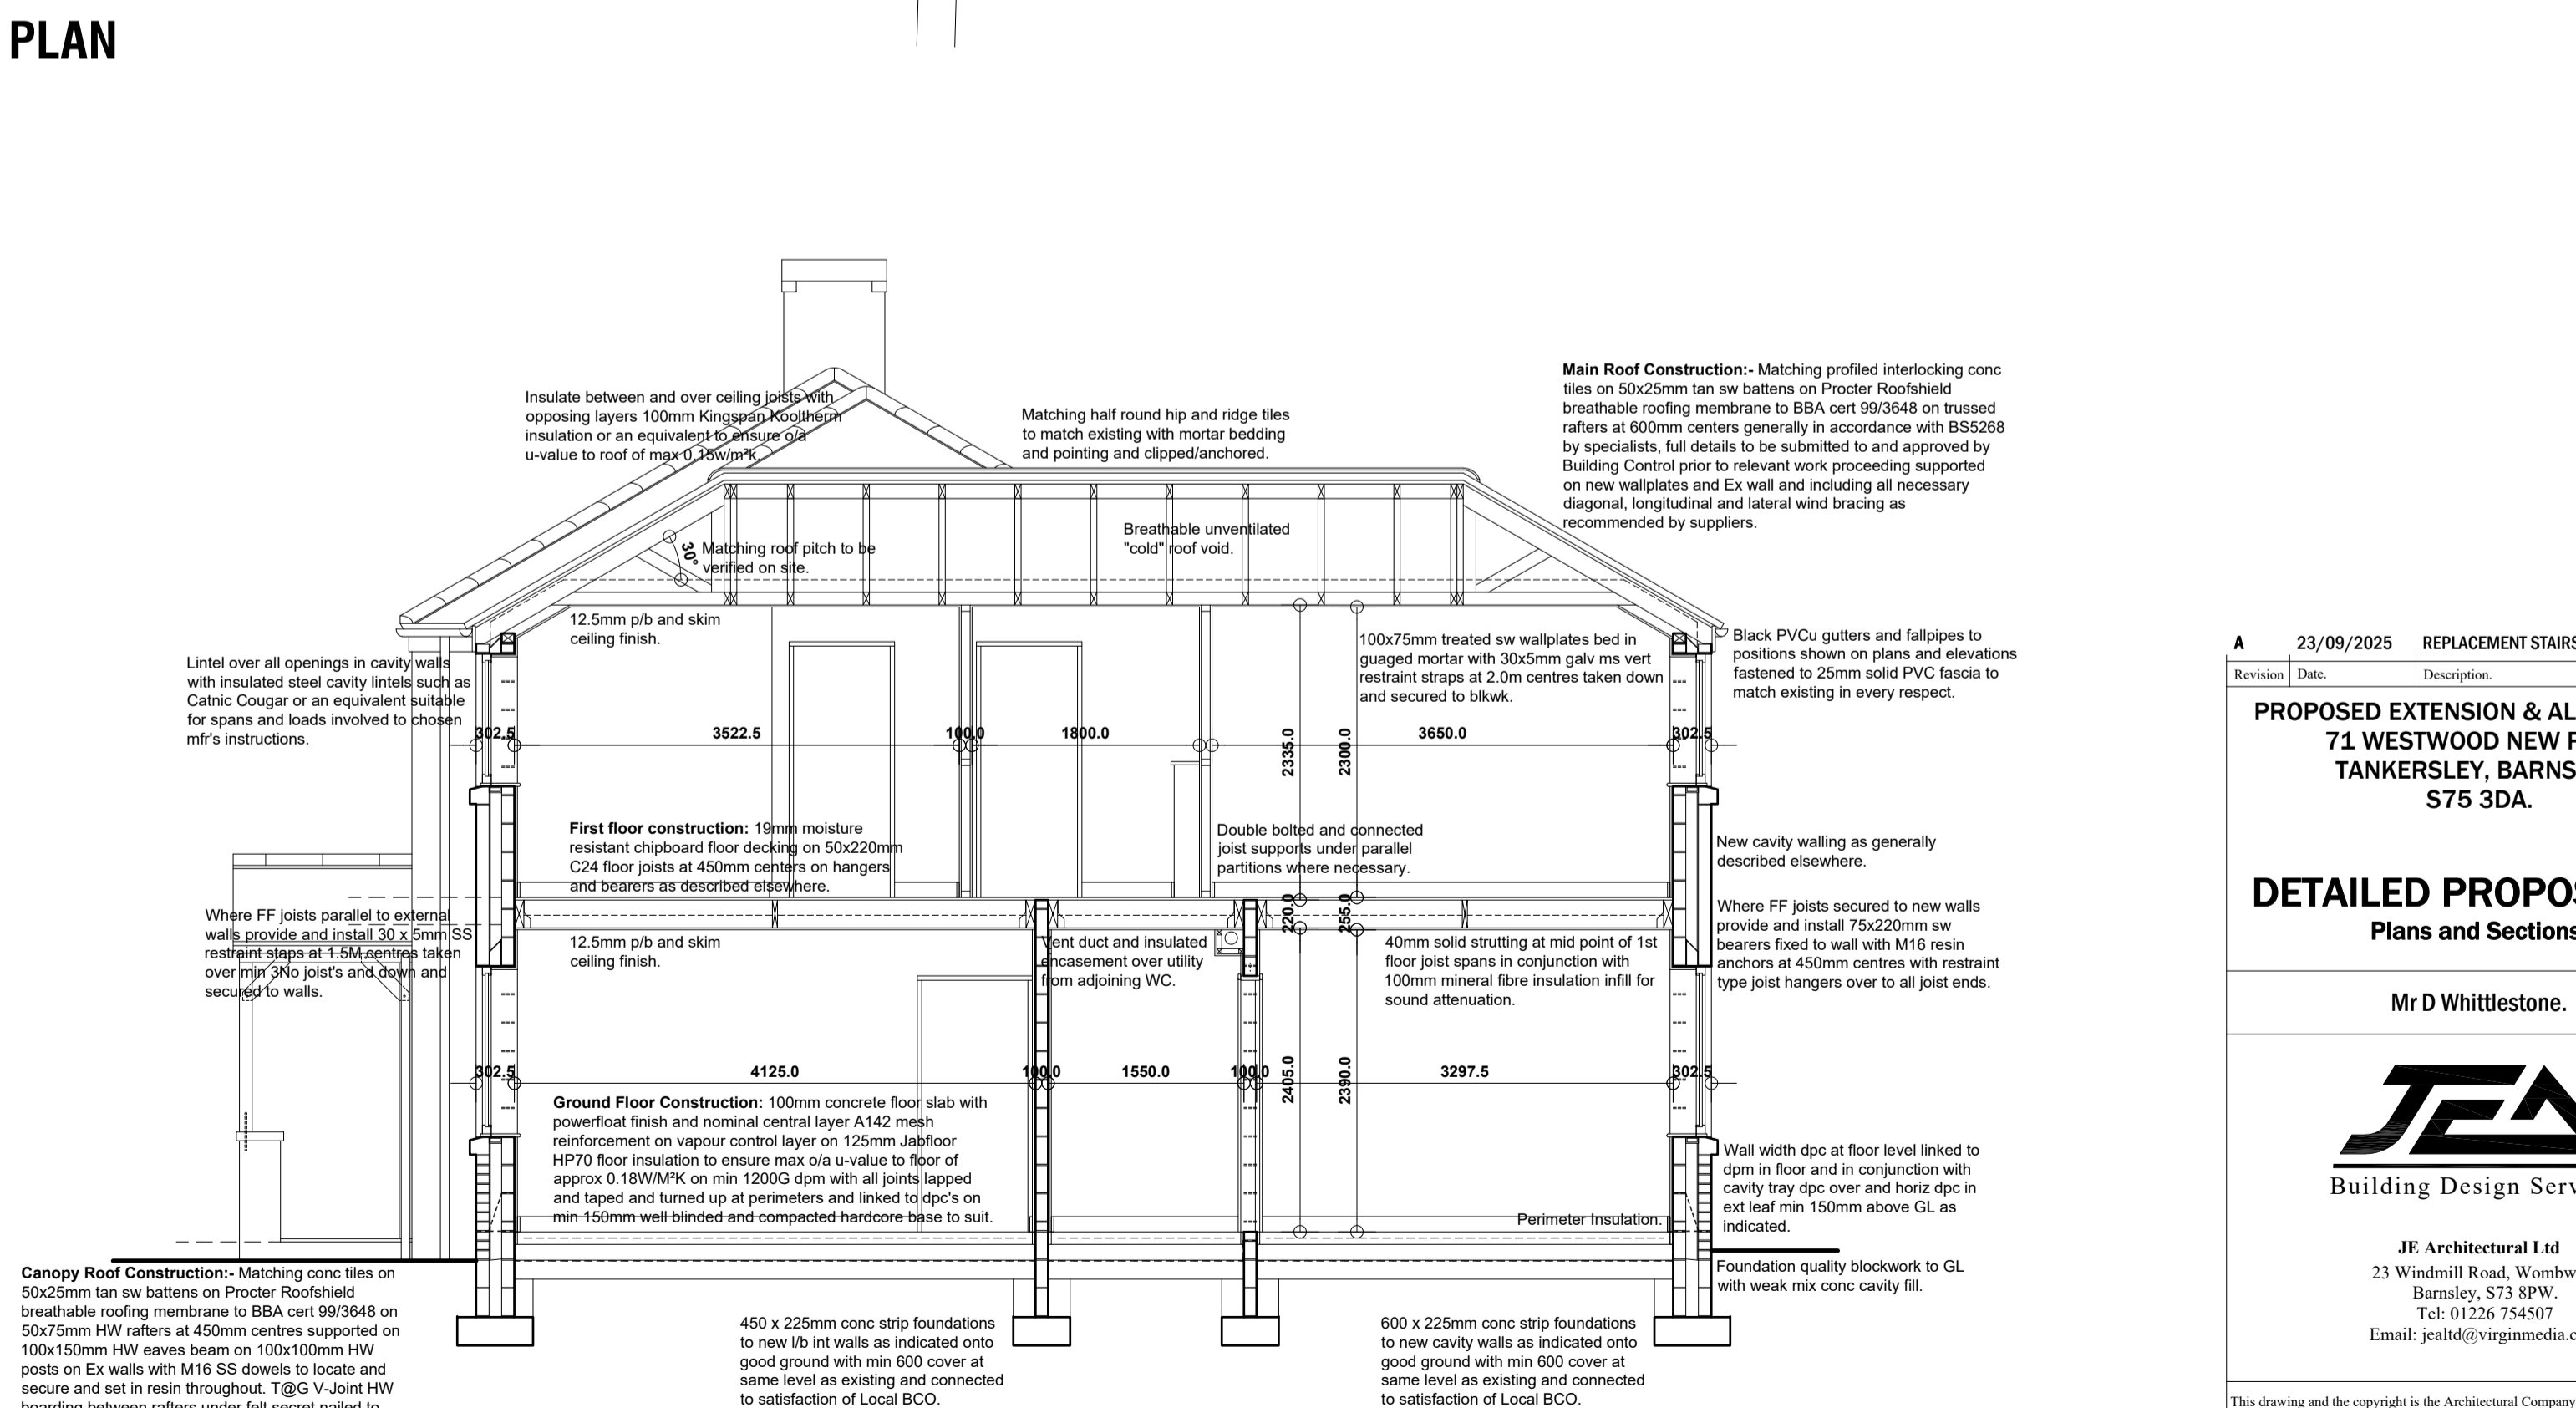 PLAN
Insulate between and over ceiling joists with
opposing layers 100mm Kingspan Kooltherm
insulation or an equivalent to ensure o/a
u-value to roof of max 0.15w/m²k.
Matching half round hip and ridge tiles
to match existing with mortar bedding
and pointing and clipped/anchored.
Main Roof Construction:- Matching profiled interlocking conc
tiles on 50x25mm tan sw battens on Procter Roofshield
breathable roofing membrane to BBA cert 99/3648 on trussed
rafters at 600mm centers generally in accordance with BS5268
by specialists, full details to be submitted to and approved by
Building Control prior to relevant work proceeding supported
on new wallplates and Ex wall and including all necessary
diagonal, longitudinal and lateral wind bracing as
recommended by suppliers.
30°
Matching roof pitch to be
verified on site.
Breathable unventilated
"cold" roof void.
12.5mm p/b and skim
ceiling finish.
100x75mm treated sw wallplates bed in
guaged mortar with 30x5mm galv ms vert
restraint straps at 2.0m centres taken down
and secured to blkwk.
Black PVCu gutters and fallpipes to
positions shown on plans and elevations
fastened to 25mm solid PVC fascia to
match existing in every respect.
Lintel over all openings in cavity walls
with insulated steel cavity lintels such as
Catnic Cougar or an equivalent suitable
for spans and loads involved to chosen
mfr's instructions.
302.5
3522.5
100.0
1800.0
2335.0
2300.0
3650.0
302.5
First floor construction: 19mm moisture
resistant chipboard floor decking on 50x220mm
C24 floor joists at 450mm centers on hangers
and bearers as described elsewhere.
Double bolted and connected
joist supports under parallel
partitions where necessary.
New cavity walling as generally
described elsewhere.
Where FF joists parallel to external
walls provide and install 30 x 5mm SS
restraint staps at 1.5M centres taken
over min 3No joist's and down and
secured to walls.
220.0
255.0
Where FF joists secured to new walls
provide and install 75x220mm sw
bearers fixed to wall with M16 resin
anchors at 450mm centres with restraint
type joist hangers over to all joist ends.
12.5mm p/b and skim
ceiling finish.
Vent duct and insulated
encasement over utility
from adjoining WC.
40mm solid strutting at mid point of 1st
floor joist spans in conjunction with
100mm mineral fibre insulation infill for
sound attenuation.
302.5
4125.0
100.0
1550.0
100.0
2405.0
2390.0
3297.5
302.5
Ground Floor Construction: 100mm concrete floor slab with
powerfloat finish and nominal central layer A142 mesh
reinforcement on vapour control layer on 125mm Jabfloor
HP70 floor insulation to ensure max o/a u-value to floor of
approx 0.18W/M²K on min 1200G dpm with all joints lapped
and taped and turned up at perimeters and linked to dpc's on
min 150mm well blinded and compacted hardcore base to suit.
Perimeter Insulation.
Wall width dpc at floor level linked to
dpm in floor and in conjunction with
cavity tray dpc over and horiz dpc in
ext leaf min 150mm above GL as
indicated.
Foundation quality blockwork to GL
with weak mix conc cavity fill.
Canopy Roof Construction:- Matching conc tiles on
50x25mm tan sw battens on Procter Roofshield
breathable roofing membrane to BBA cert 99/3648 on
50x75mm HW rafters at 450mm centres supported on
100x150mm HW eaves beam on 100x100mm HW
posts on Ex walls with M16 SS dowels to locate and
secure and set in resin throughout. T@G V-Joint HW
boarding between rafters under felt secret nailed to
450 x 225mm conc strip foundations
to new l/b int walls as indicated onto
good ground with min 600 cover at
same level as existing and connected
to satisfaction of Local BCO.
600 x 225mm conc strip foundations
to new cavity walls as indicated onto
good ground with min 600 cover at
same level as existing and connected
to satisfaction of Local BCO.
A 23/09/2025 REPLACEMENT STAIRS
Revision Date. Description.
PROPOSED EXTENSION & AL
71 WESTWOOD NEW
TANKERSLEY, BARNS
S75 3DA.
DETAILED PROPOS
Plans and Sections
Mr D Whittlestone.
JEA
Building Design Serv
JE Architectural Ltd
23 Windmill Road, Wombw
Barnsley, S73 8PW.
Tel: 01226 754507
Email: jealtd@virginmedia.c
This drawing and the copyright is the Architectural Company